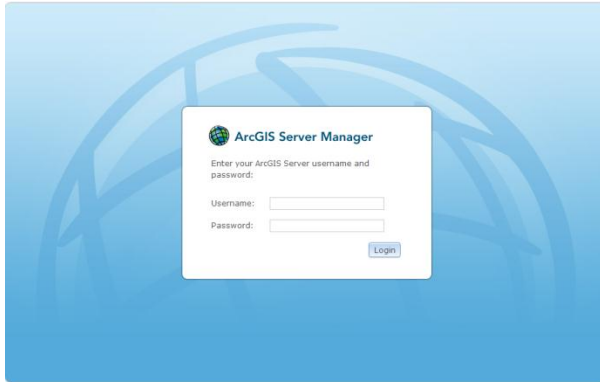 ArcGIS Server Manager
Enter your ArcGIS Server username and
password:
Username:
Password:
Login